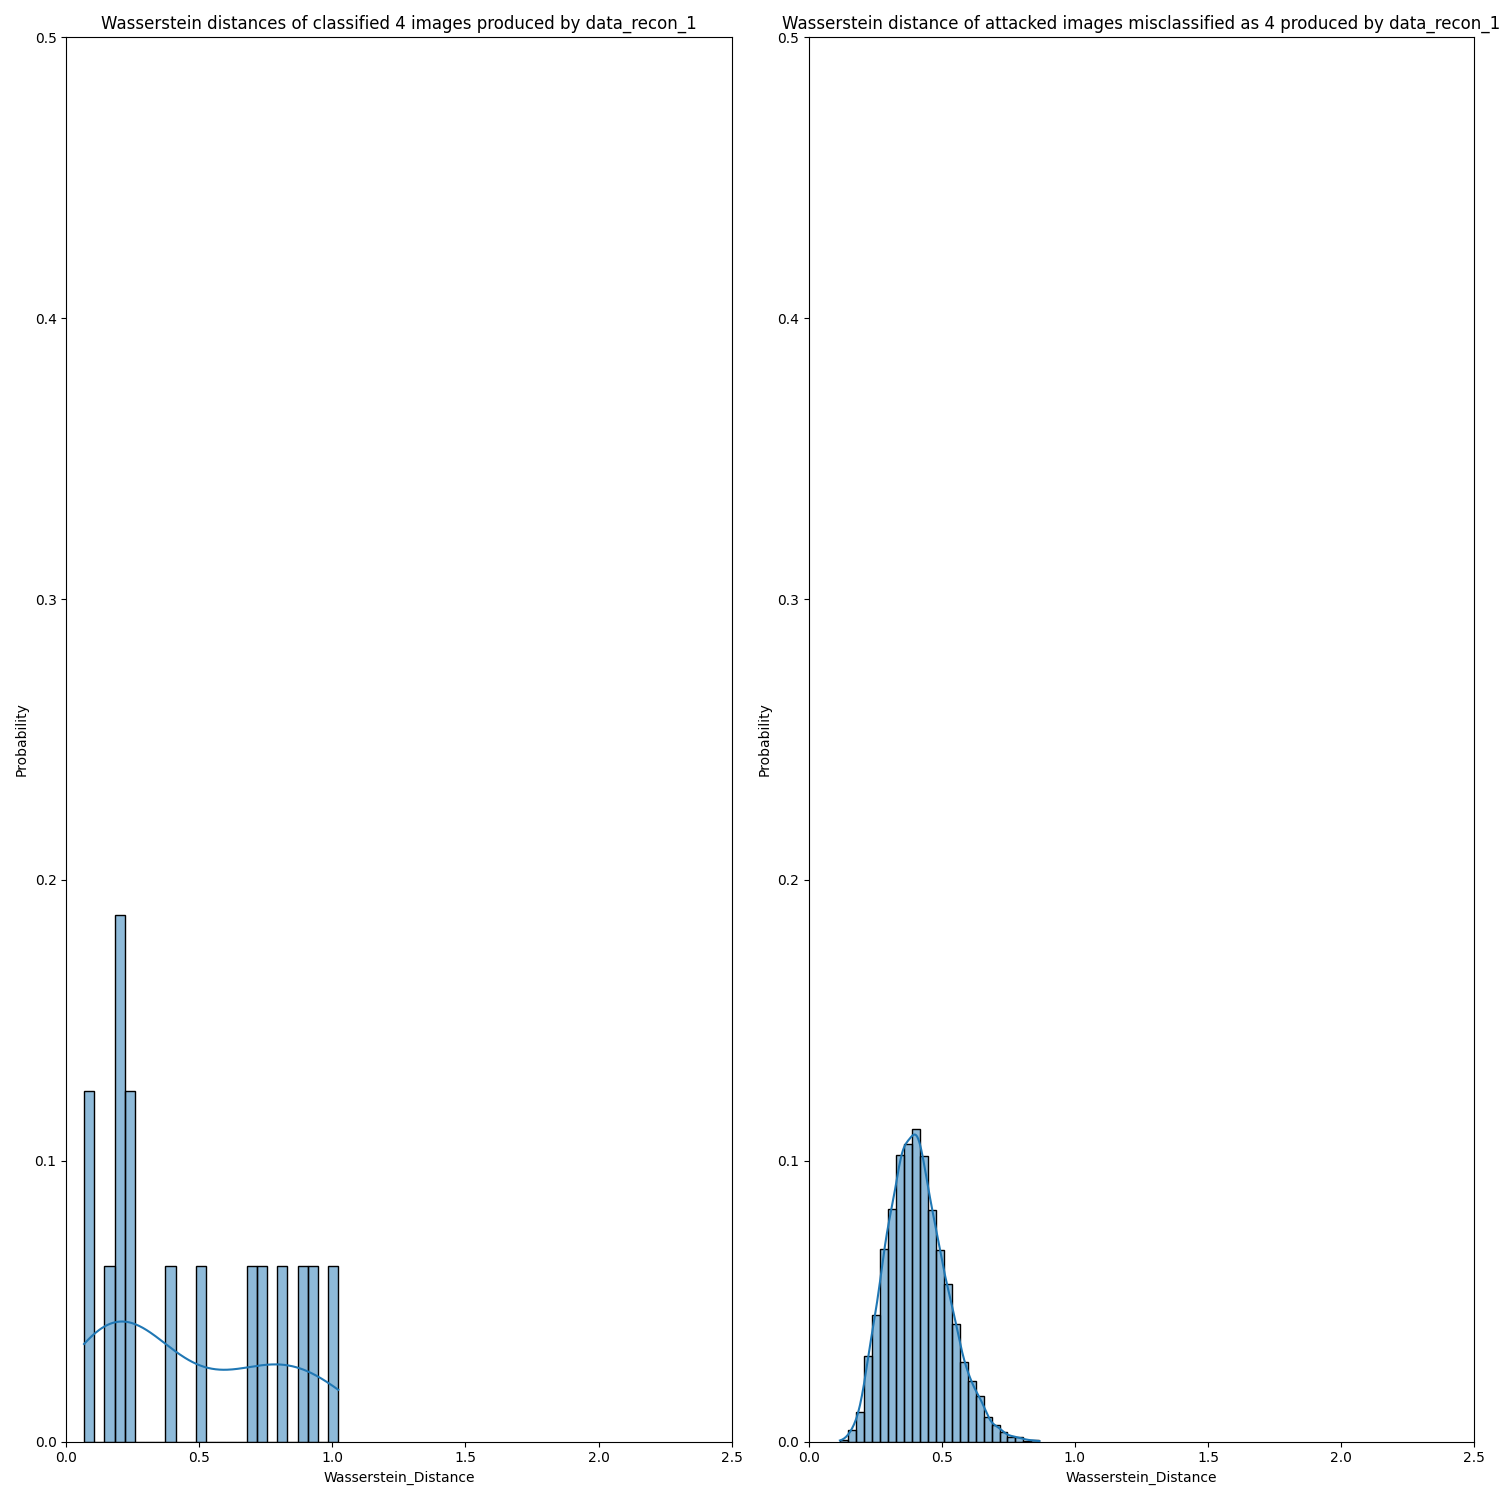 Wasserstein distances of classified 4 images produced by data_recon_1
0.5
0.4
0.3
0.2
0.1
0.0
Probability
0.0 0.5 1.0 1.5 2.0 2.5
Wasserstein_Distance
Wasserstein distance of attacked images misclassified as 4 produced by data_recon_1
0.5
0.4
0.3
0.2
0.1
0.0
Probability
0.0 0.5 1.0 1.5 2.0 2.5
Wasserstein_Distance